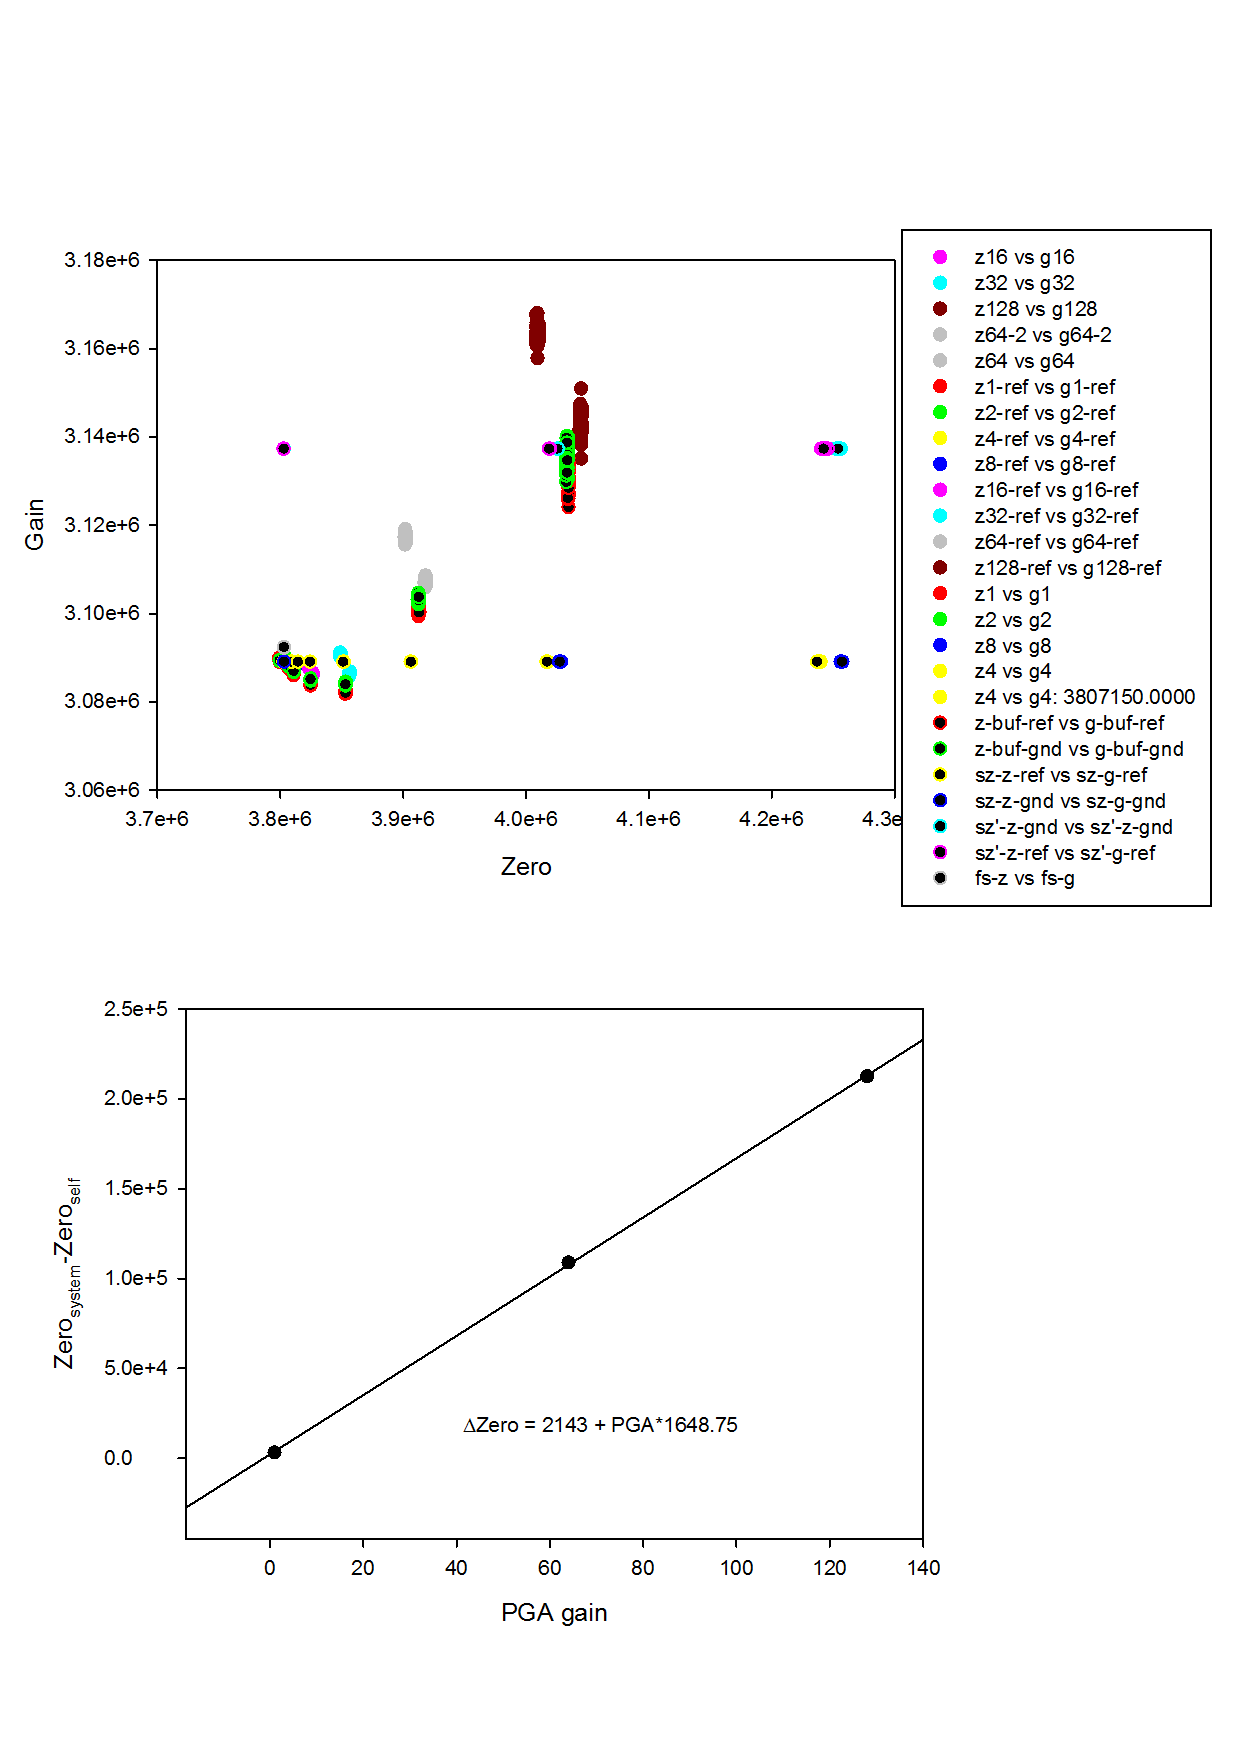 3.18e+6
3.16e+6
3.14e+6
3.12e+6
3.10e+6
3.08e+6
3.06e+6
Gain
3.7e+6 3.8e+6 3.9e+6 4.0e+6 4.1e+6 4.2e+6 4.3e
Zero
z16 vs g16
z32 vs g32
z128 vs g128
z64-2 vs g64-2
z64 vs g64
z1-ref vs g1-ref
z2-ref vs g2-ref
z4-ref vs g4-ref
z8-ref vs g8-ref
z16-ref vs g16-ref
z32-ref vs g32-ref
z64-ref vs g64-ref
z128-ref vs g128-ref
z1 vs g1
z2 vs g2
z8 vs g8
z4 vs g4
z4 vs g4: 3807150.0000
z-buf-ref vs g-buf-ref
z-buf-gnd vs g-buf-gnd
sz-z-ref vs sz-g-ref
sz-z-gnd vs sz-g-gnd
sz'-z-gnd vs sz'-z-gnd
sz'-z-ref vs sz'-g-ref
fs-z vs fs-g
2.5e+5
2.0e+5
1.5e+5
1.0e+5
5.0e+4
0.0
Zero_system-Zero_self
ΔZero = 2143 + PGA*1648.75
0 20 40 60 80 100 120 140
PGA gain